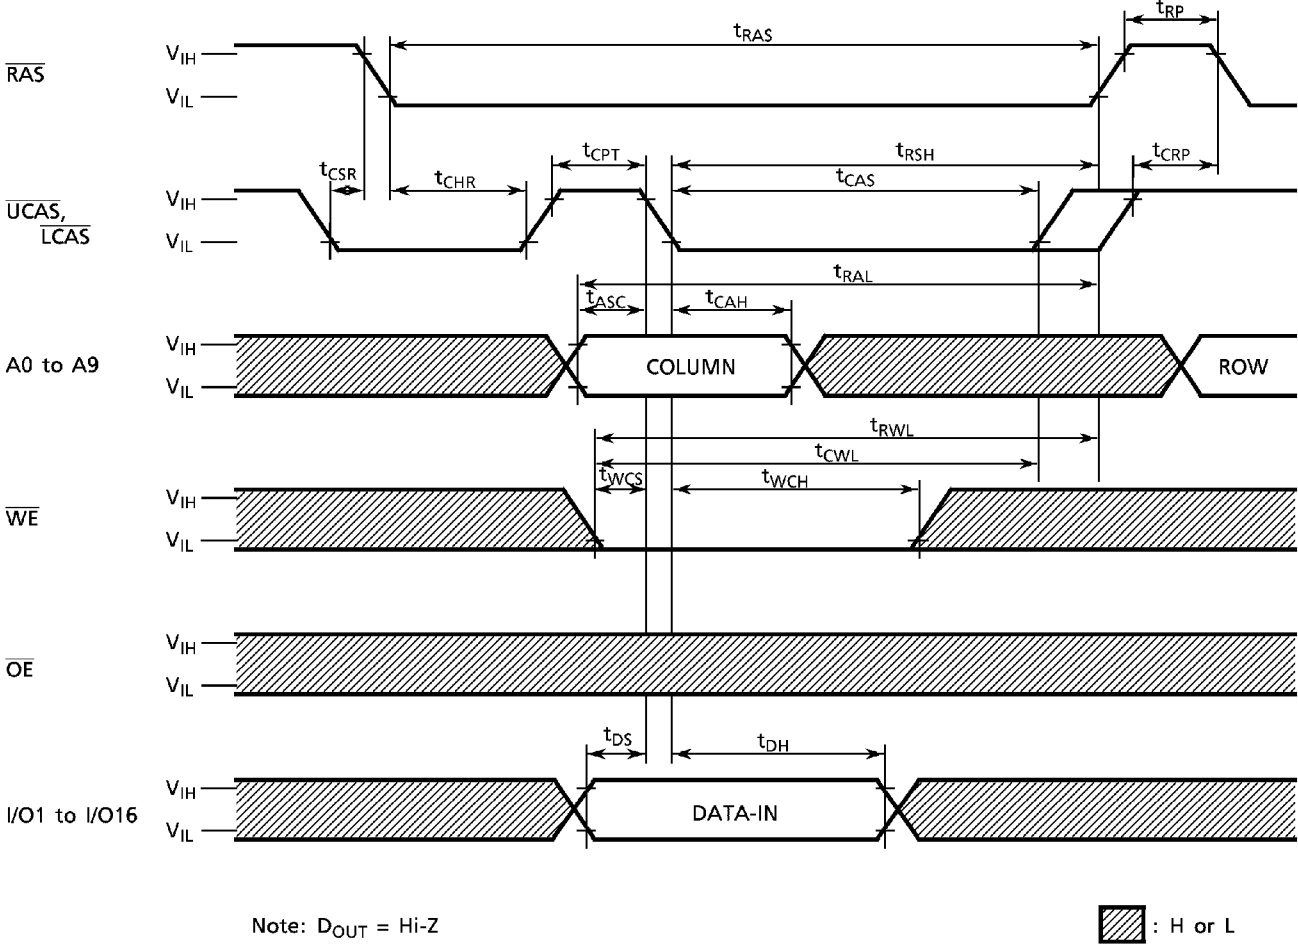 tRP
tRAS
RAS
VIH
VIL
tCPT
tRSH
tCRP
tCSR
tCHR
tCAS
UCAS,
LCAS
VIH
VIL
tRAL
tASC
tCAH
A0 to A9
VIH
VIL
COLUMN
ROW
tRWL
tCWL
tWCS
tWCH
WE
VIH
VIL
OE
VIH
VIL
tDS
tDH
I/O1 to I/O16
VIH
VIL
DATA-IN
Note: DOUT = Hi-Z
: H or L